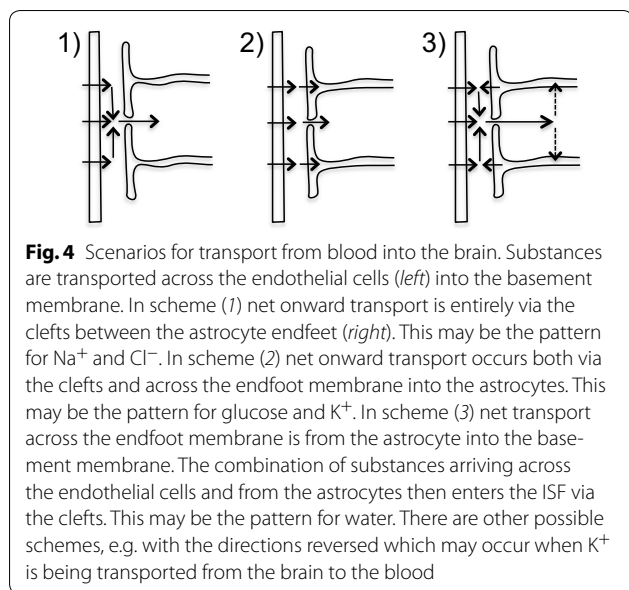 1) 2) 3)
Fig. 4 Scenarios for transport from blood into the brain. Substances
are transported across the endothelial cells (left) into the basement
membrane. In scheme (1) net onward transport is entirely via the
clefts between the astrocyte endfeet (right). This may be the pattern
for Na⁺ and Cl⁻. In scheme (2) net onward transport occurs both via
the clefts and across the endfoot membrane into the astrocytes. This
may be the pattern for glucose and K⁺. In scheme (3) net transport
across the endfoot membrane is from the astrocyte into the base-
ment membrane. The combination of substances arriving across
the endothelial cells and from the astrocytes then enters the ISF via
the clefts. This may be the pattern for water. There are other possible
schemes, e.g. with the directions reversed which may occur when K⁺
is being transported from the brain to the blood